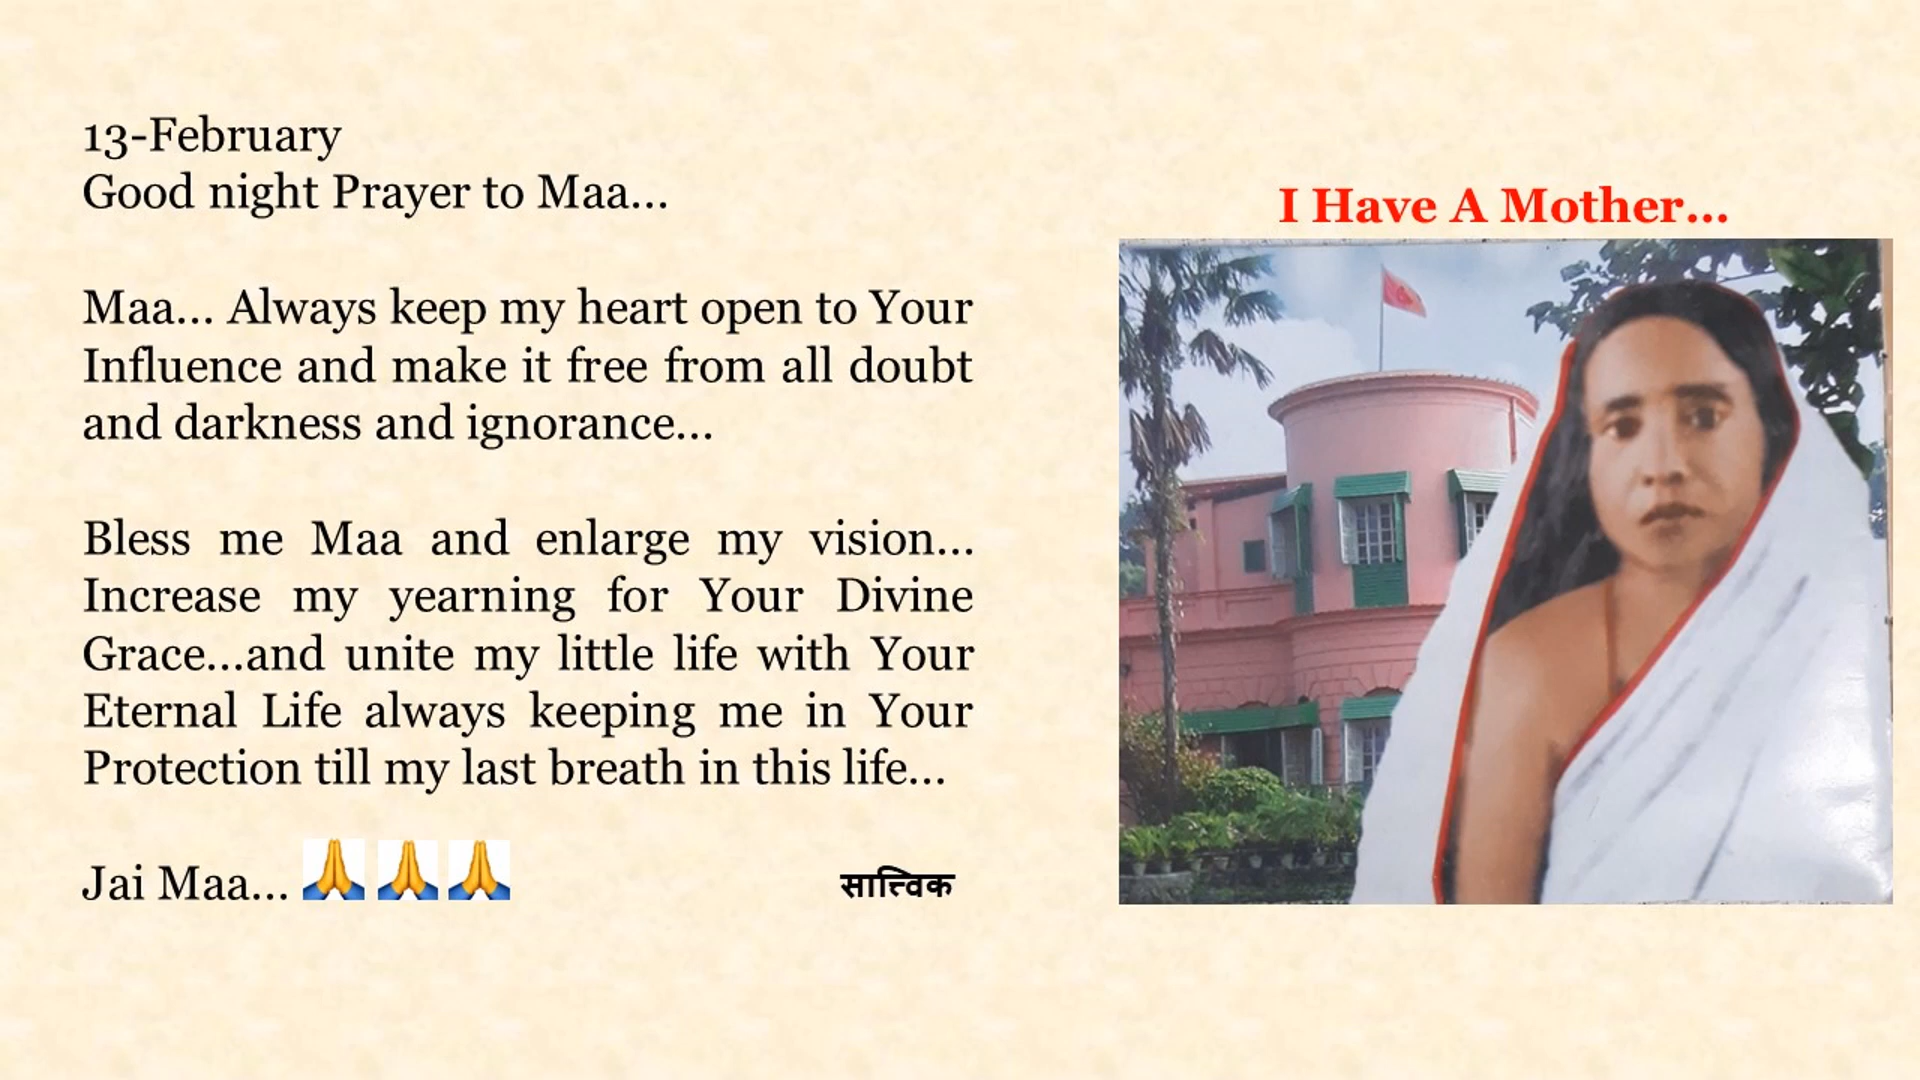 13-February
Good night Prayer to Maa...
Maa... Always keep my heart open to Your
Influence and make it free from all doubt
and darkness and ignorance...
Bless me Maa and enlarge my vision...
Increase my yearning for Your Divine
Grace...and unite my little life with Your
Eternal Life always keeping me in Your
Protection till my last breath in this life...
Jai Maa... 🙏 🙏 🙏
सात्त्विक
I Have A Mother...